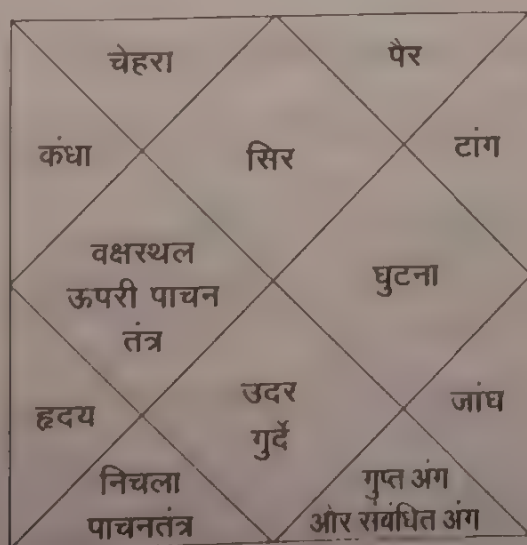 चेहरा
पैर
कंधा
सिर
टांग
वक्षस्थल
ऊपरी पाचन
तंत्र
घुटना
हृदय
उदर
गुर्दे
जांघ
निचला
पाचनतंत्र
गुप्त अंग
और संबंधित अंग